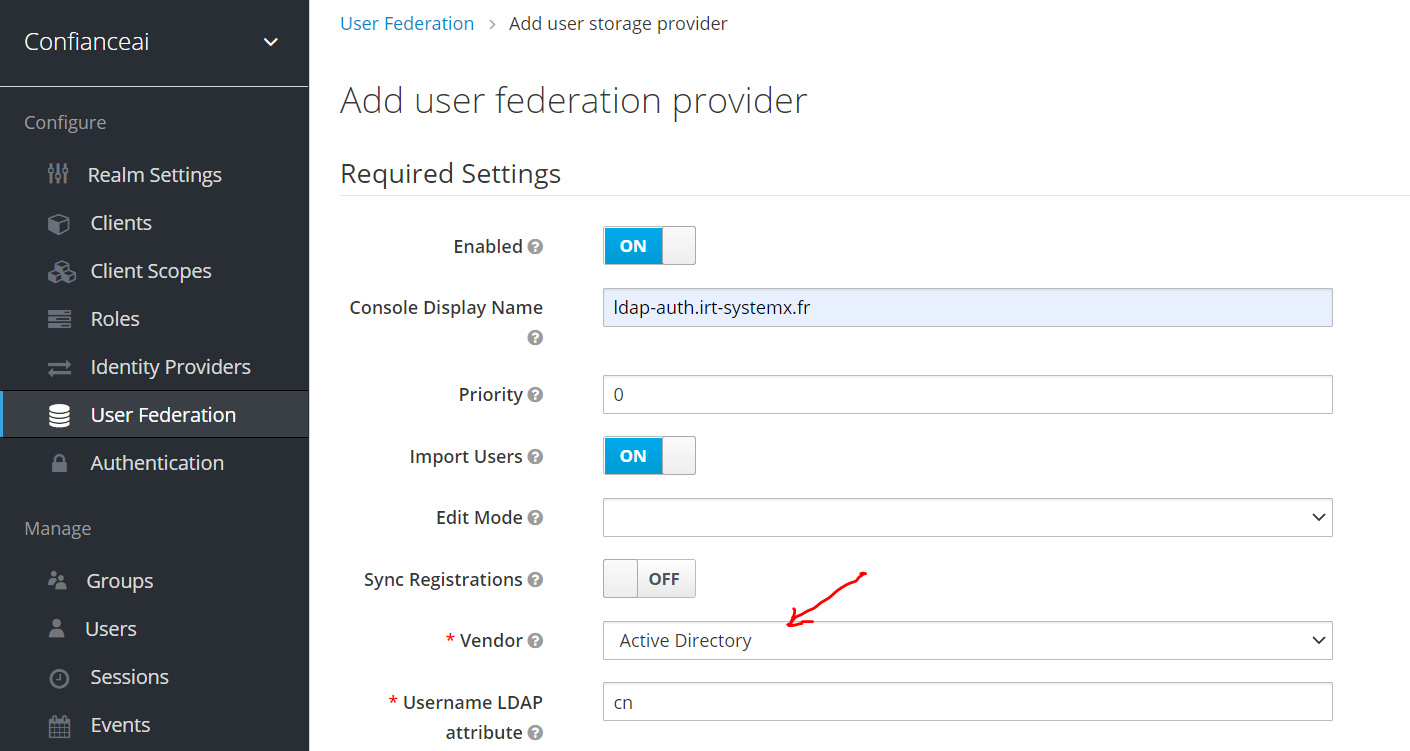 Confianceai
Configure
Realm Settings
Clients
Client Scopes
Roles
Identity Providers
User Federation
Authentication
Manage
Groups
Users
Sessions
Events
User Federation > Add user storage provider
Add user federation provider
Required Settings
Enabled ON
Console Display Name ldap-auth.irt-systemx.fr
Priority 0
Import Users ON
Edit Mode
Sync Registrations OFF
* Vendor Active Directory
* Username LDAP
attribute
cn